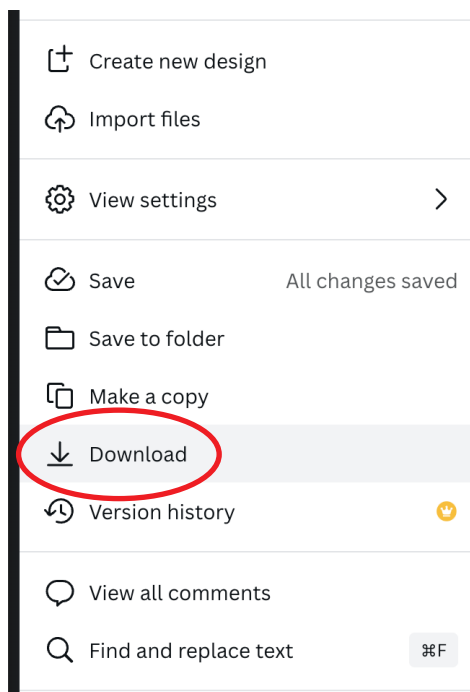 Create new design
Import files
View settings
Save All changes saved
Save to folder
Make a copy
Download
Version history
View all comments
Find and replace text ⌘F